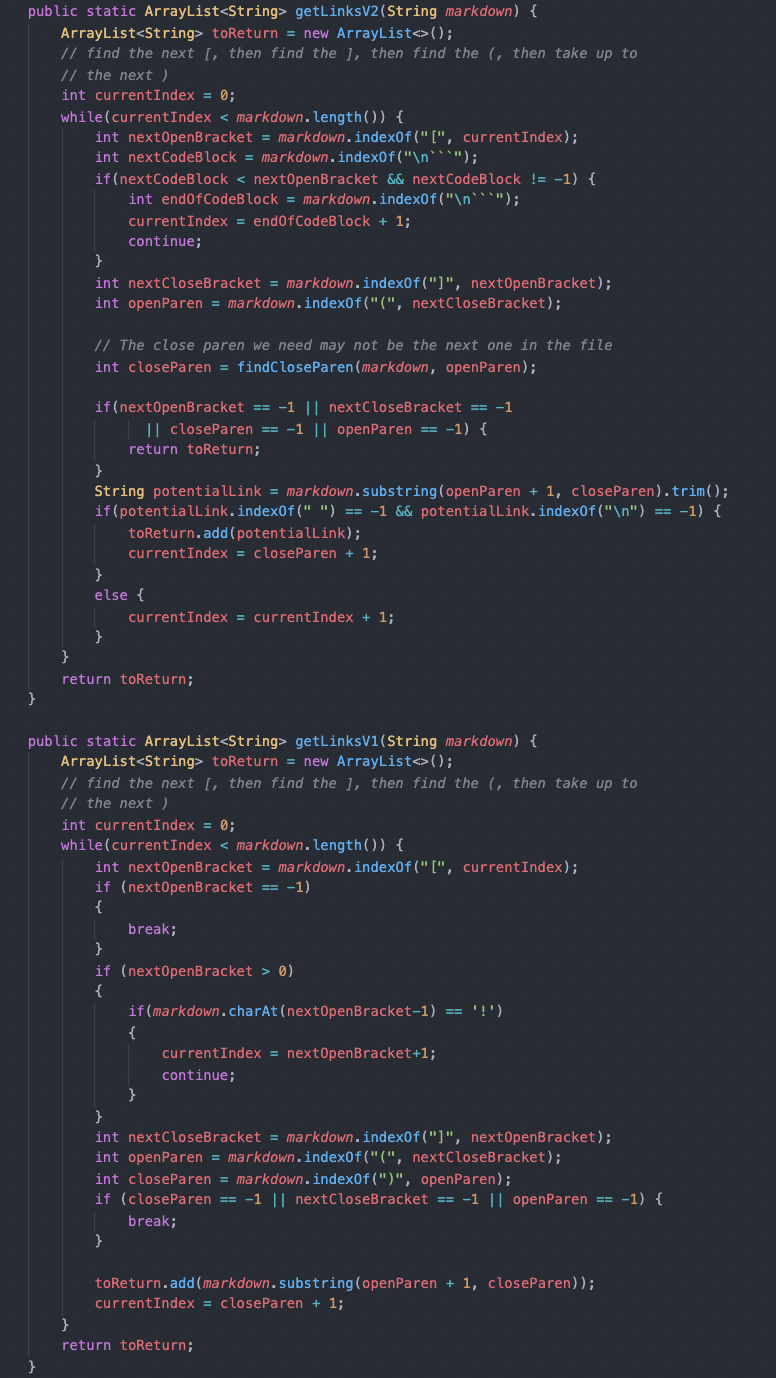 public static ArrayList<String> getLinksV2(String markdown) {
    ArrayList<String> toReturn = new ArrayList<>();
    // find the next [, then find the ], then find the (, then take up to
    // the next )
    int currentIndex = 0;
    while(currentIndex < markdown.length()) {
        int nextOpenBracket = markdown.indexOf("[", currentIndex);
        int nextCodeBlock = markdown.indexOf("\n```");
        if(nextCodeBlock < nextOpenBracket && nextCodeBlock != -1) {
            int endOfCodeBlock = markdown.indexOf("\n```");
            currentIndex = endOfCodeBlock + 1;
            continue;
        }
        int nextCloseBracket = markdown.indexOf("]", nextOpenBracket);
        int openParen = markdown.indexOf("(", nextCloseBracket);

        // The close paren we need may not be the next one in the file
        int closeParen = findCloseParen(markdown, openParen);

        if(nextOpenBracket == -1 || nextCloseBracket == -1
              || closeParen == -1 || openParen == -1) {
            return toReturn;
        }
        String potentialLink = markdown.substring(openParen + 1, closeParen).trim();
        if(potentialLink.indexOf(" ") == -1 && potentialLink.indexOf("\n") == -1) {
            toReturn.add(potentialLink);
            currentIndex = closeParen + 1;
        }
        else {
            currentIndex = currentIndex + 1;
        }
    }
    return toReturn;
}

public static ArrayList<String> getLinksV1(String markdown) {
    ArrayList<String> toReturn = new ArrayList<>();
    // find the next [, then find the ], then find the (, then take up to
    // the next )
    int currentIndex = 0;
    while(currentIndex < markdown.length()) {
        int nextOpenBracket = markdown.indexOf("[", currentIndex);
        if (nextOpenBracket == -1)
        {
            break;
        }
        if (nextOpenBracket > 0)
        {
            if(markdown.charAt(nextOpenBracket-1) == '!')
            {
                currentIndex = nextOpenBracket+1;
                continue;
            }
        }
        int nextCloseBracket = markdown.indexOf("]", nextOpenBracket);
        int openParen = markdown.indexOf("(", nextCloseBracket);
        int closeParen = markdown.indexOf(")", openParen);
        if (closeParen == -1 || nextCloseBracket == -1 || openParen == -1) {
            break;
        }

        toReturn.add(markdown.substring(openParen + 1, closeParen));
        currentIndex = closeParen + 1;
    }
    return toReturn;
}